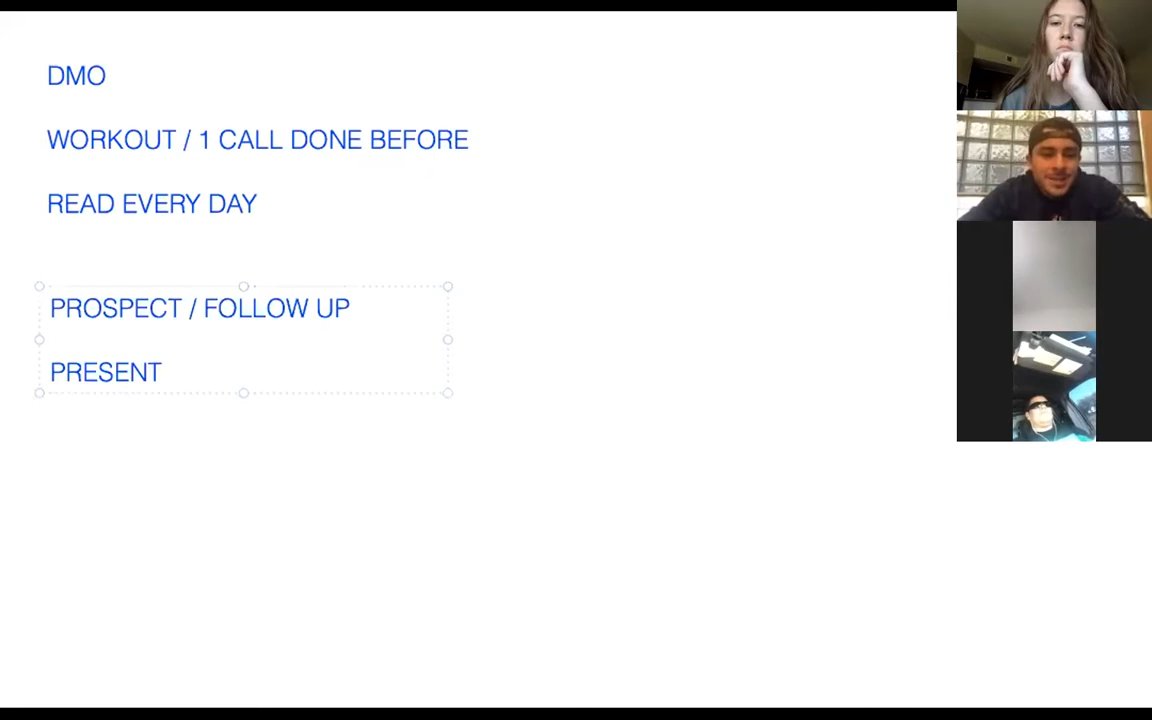 DMO
WORKOUT / 1 CALL DONE BEFORE
READ EVERY DAY
PROSPECT / FOLLOW UP
PRESENT